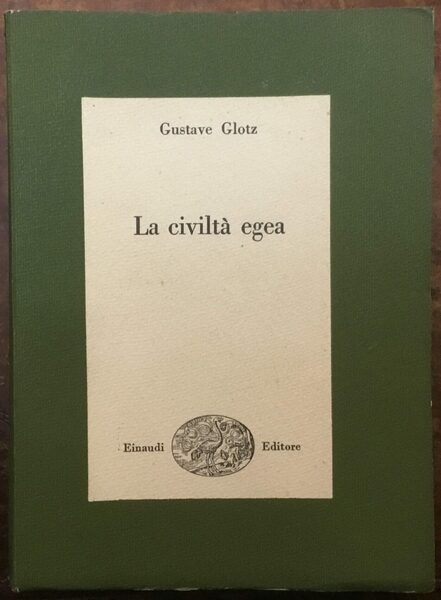 Gustave Glotz
La civiltà egea
Einaudi Editore